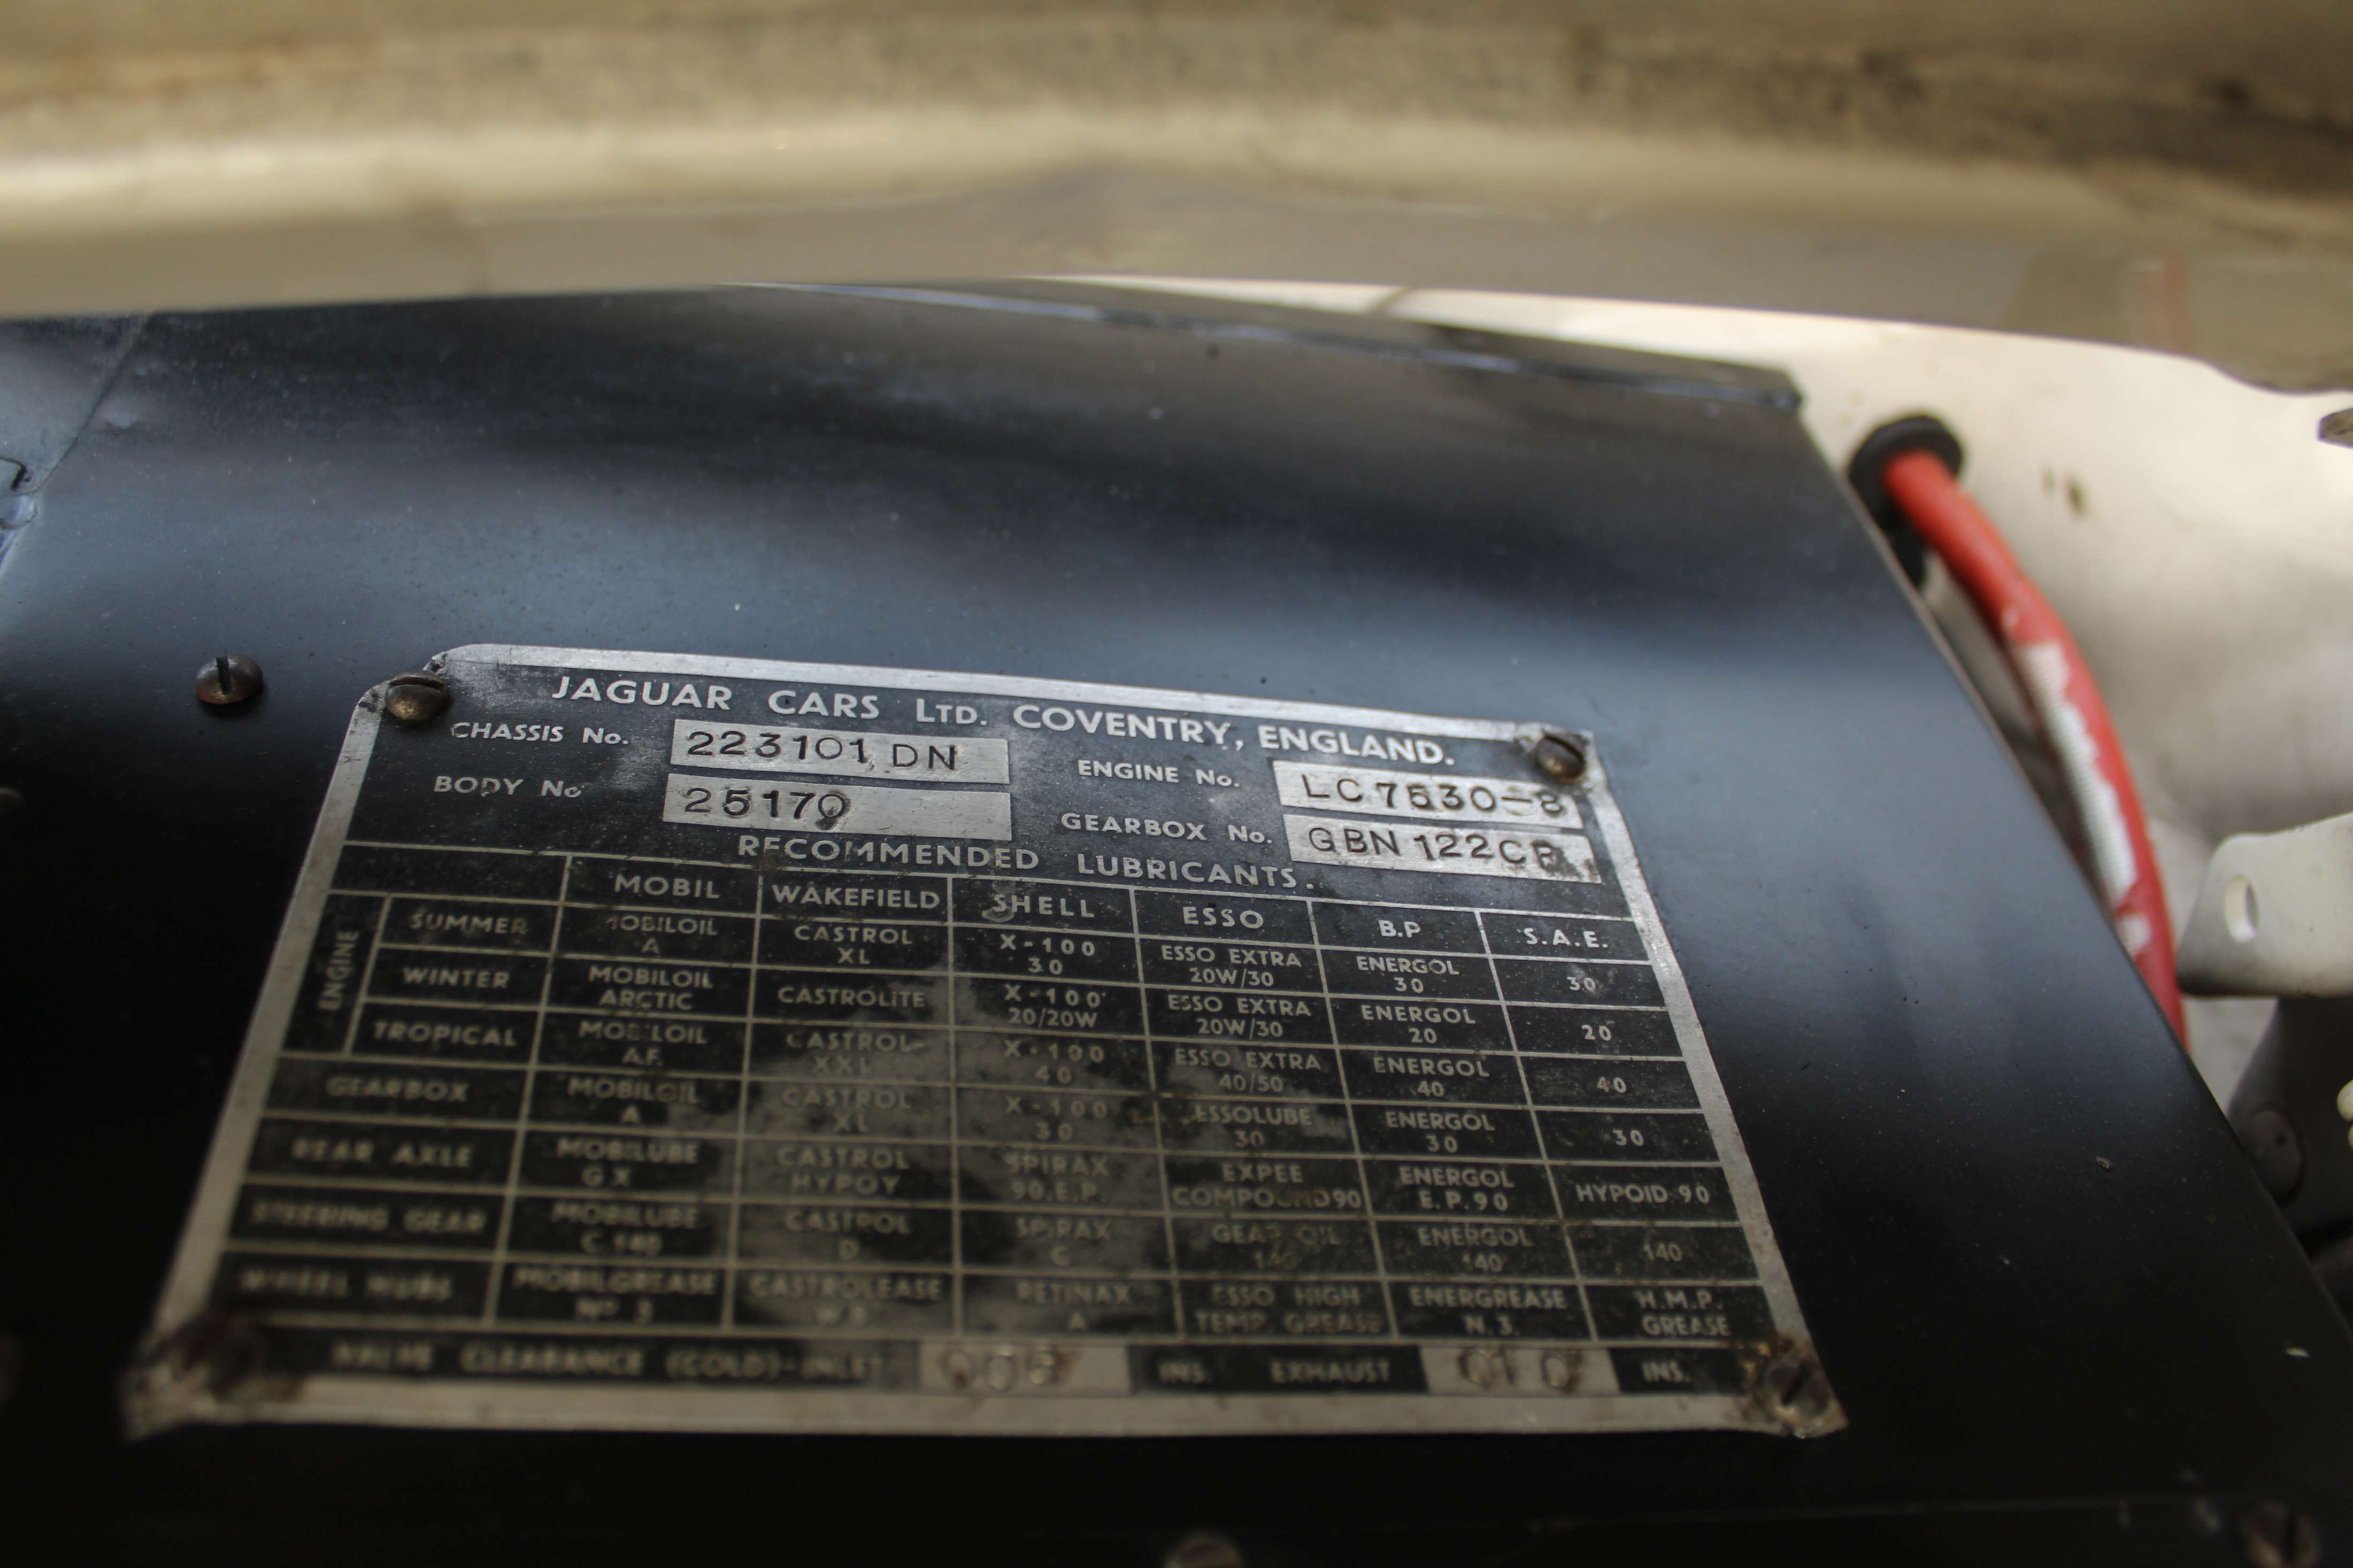 JAGUAR CARS LTD. COVENTRY, ENGLAND.
CHASSIS No. 223101 DN
BODY No 25170
ENGINE No. LC 7530-8
GEARBOX No. GBN 122CR
RECOMMENDED LUBRICANTS.
MOBIL WAKEFIELD SHELL ESSO B.P S.A.E.
ENGINE
SUMMER MOBILOIL A CASTROL XL X-100 30 ESSO EXTRA 20W/30 ENERGOL 30 30
WINTER MOBILOIL ARCTIC CASTROLITE X-100 20/20W ESSO EXTRA 20W/30 ENERGOL 20 20
TROPICAL MOBILOIL A.F. CASTROL XXL X-100 40 ESSO EXTRA 40/50 ENERGOL 40 40
GEARBOX MOBILOIL A CASTROL XL X-100 30 ESSOLUBE 30 ENERGOL 30 30
REAR AXLE MOBILUBE GX CASTROL HYPOY SPIRAX 90.E.P. EXPEE COMPOUND 90 ENERGOL E.P.90 HYPOID 90
STEERING GEAR MOBILUBE C.140 CASTROL D SPIRAX C GEAR OIL 140 ENERGOL 140 140
WHEEL HUBS MOBILGREASE Nº 5 CASTROLEASE RETINAX A ESSO HIGH TEMP. GREASE ENERGREASE N.3. H.M.P. GREASE
VALVE CLEARANCE (COLD)-INLET INS. EXHAUST INS.